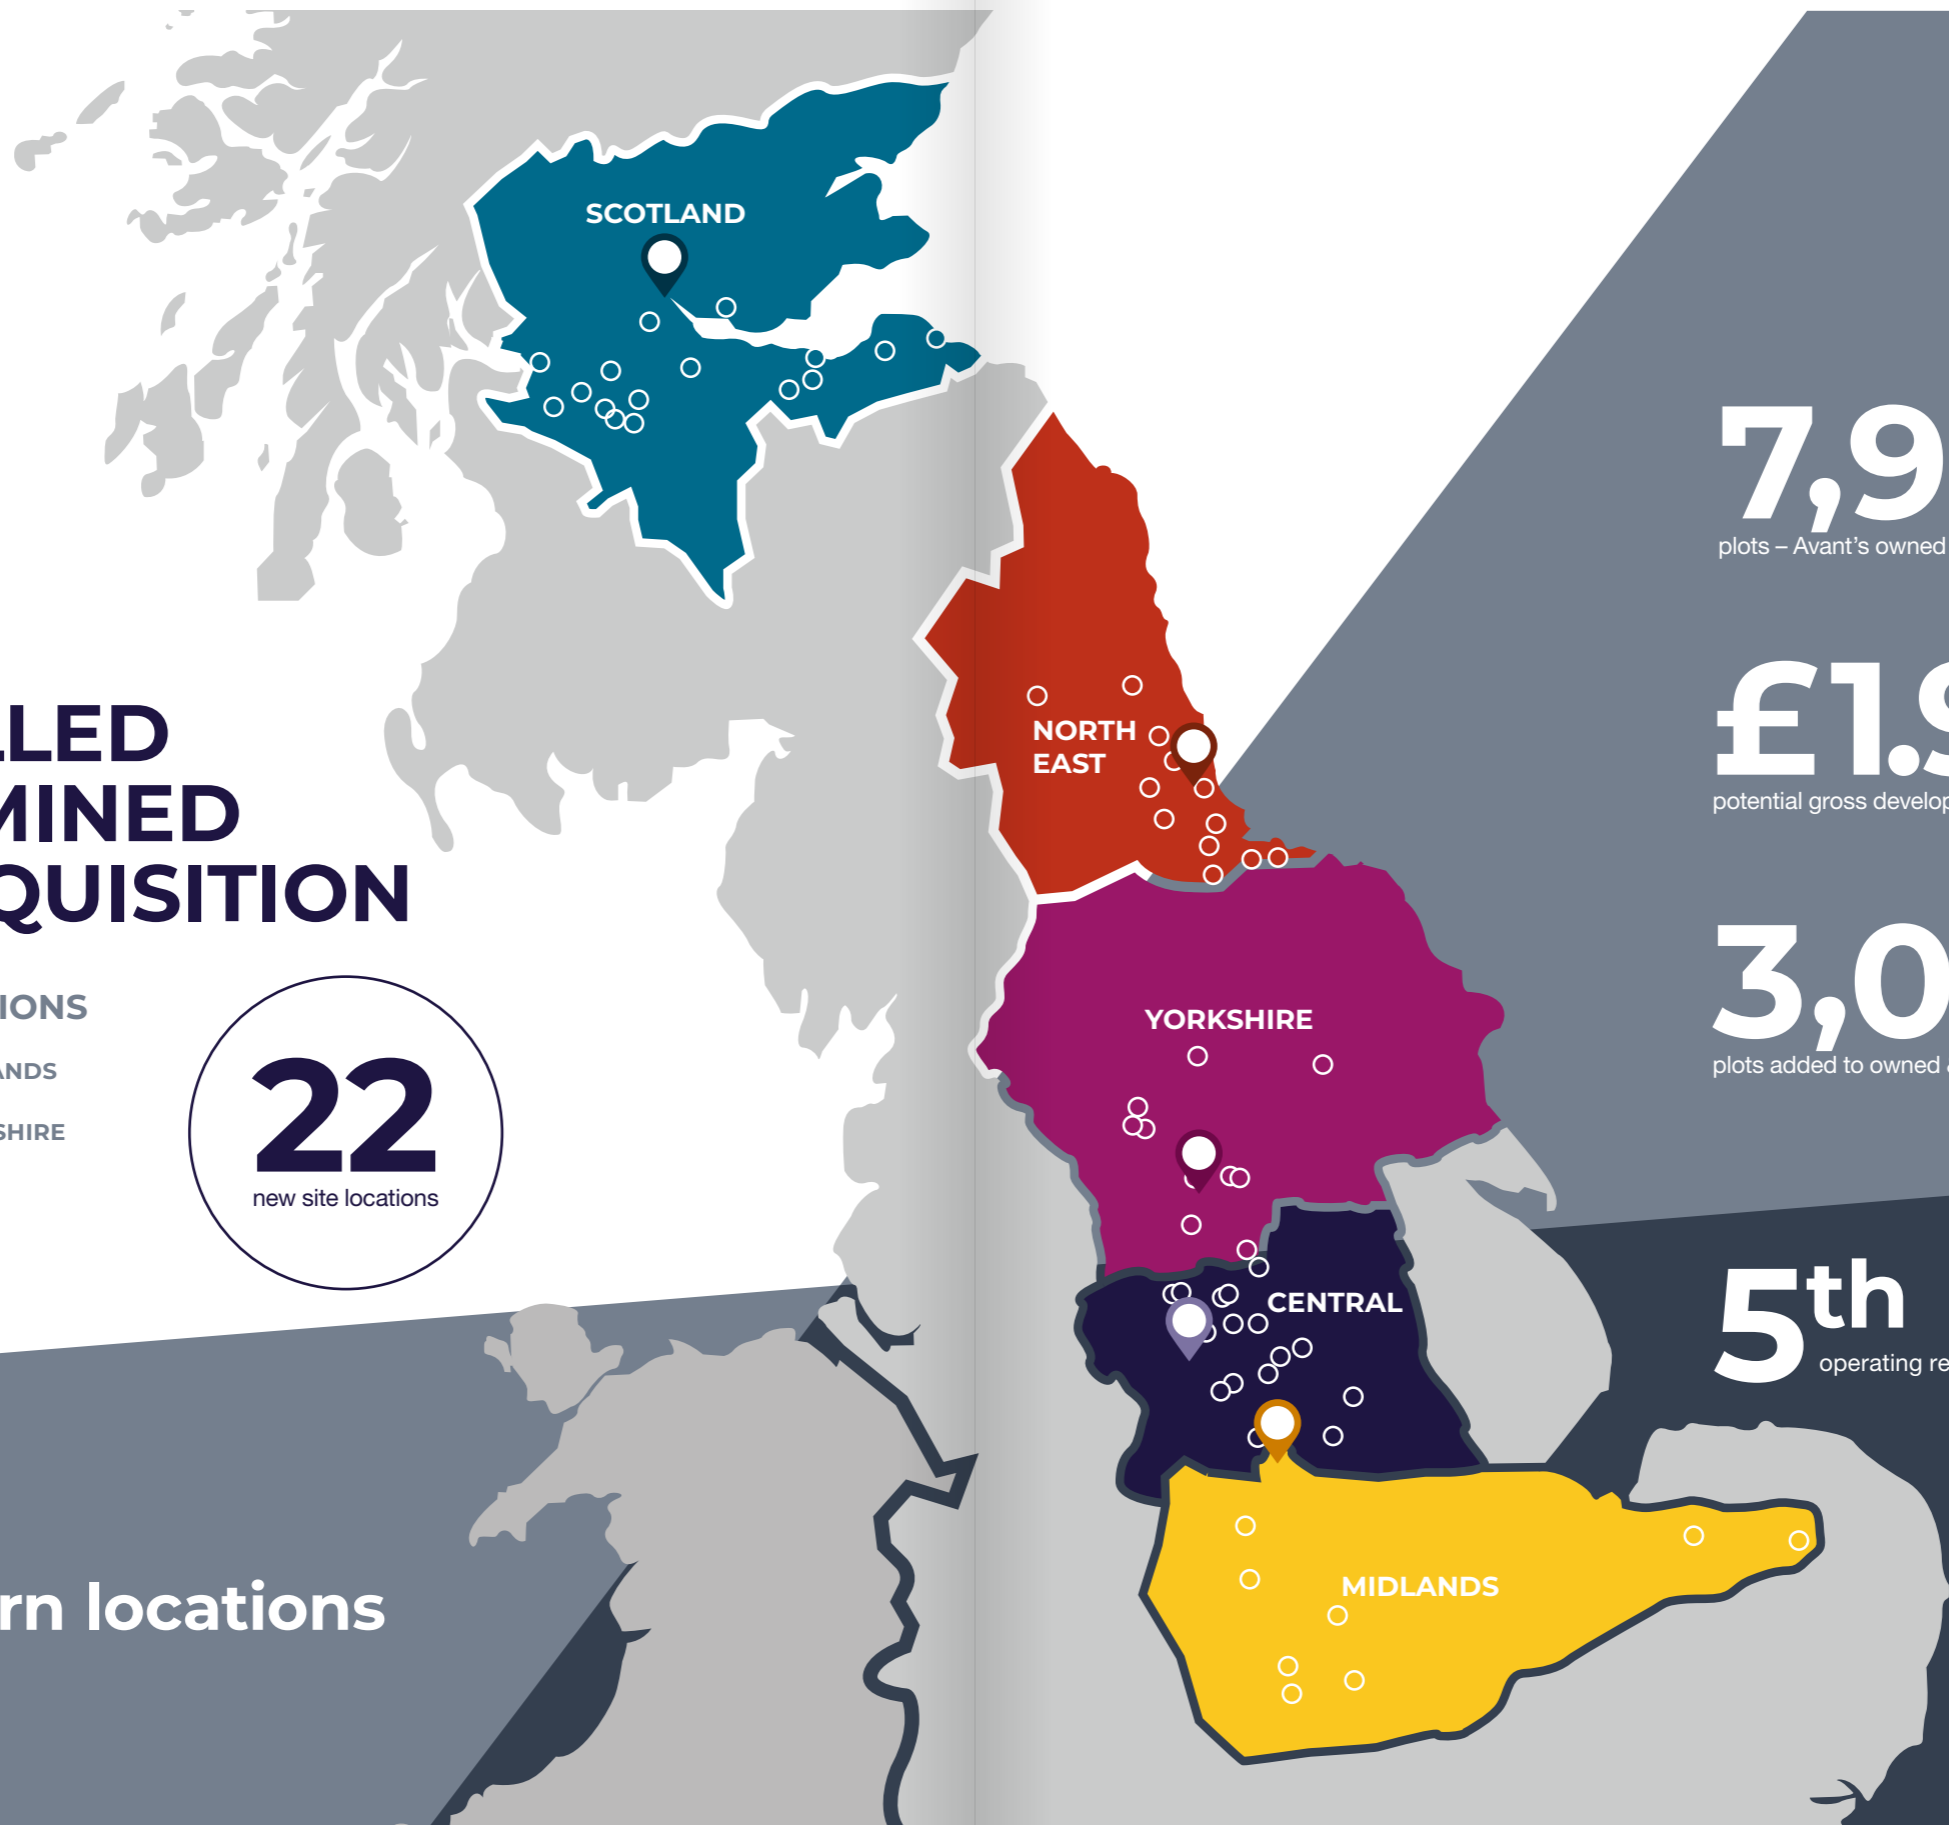 SCOTLAND
NORTH
EAST
YORKSHIRE
CENTRAL
MIDLANDS
22
new site locations
rn locations
7,9
plots – Avant's owned
£1.9
potential gross develop
3,0
plots added to owned
5th
operating re
LLED
MINED
QUISITION
IONS
ANDS
SHIRE